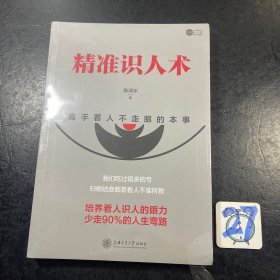 精准识人术
著
高手看人不走眼的本事
我们吃过很多的亏
归根结底都是看人不准所致
培养看人识人的眼力
少走90%的人生弯路
上海交通大学出版社